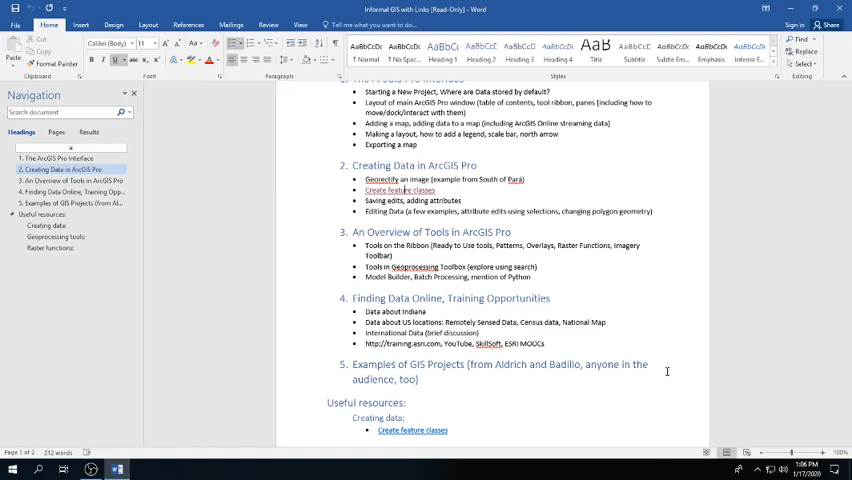 Informal GIS with Links [Read-Only] - Word
File Home Insert Design Layout References Mailings Review View Tell me what you want to do... Sign in Share
Cut
Copy
Format Painter
Paste
Calibri (Body) 11
Find
Replace
Select
Clipboard Font Paragraph Styles Editing
¶ Normal ¶ No Spac... Heading 1 Heading 2 Heading 3 Heading 4 Title Subtitle Subtle Em... Emphasis Intense E...
Navigation
Search document
Headings Pages Results
1. The ArcGIS Pro Interface
2. Creating Data in ArcGIS Pro
3. An Overview of Tools in ArcGIS Pro
4. Finding Data Online, Training Opp...
5. Examples of GIS Projects (from Al...
Useful resources:
Creating data:
Geoprocessing tools:
Raster functions:
1. The ArcGIS Pro Interface
• Starting a New Project, Where are Data stored by default?
• Layout of main ArcGIS Pro window (table of contents, tool ribbon, panes [including how to
move/dock/interact with them)
• Adding a map, adding data to a map (including ArcGIS Online streaming data)
• Making a layout, how to add a legend, scale bar, north arrow
• Exporting a map
2. Creating Data in ArcGIS Pro
• Georectify an image (example from South of Pará)
• Create feature classes
• Saving edits, adding attributes
• Editing Data (a few examples, attribute edits using selections, changing polygon geometry)
3. An Overview of Tools in ArcGIS Pro
• Tools on the Ribbon (Ready to Use tools, Patterns, Overlays, Raster Functions, Imagery
Toolbar)
• Tools in Geoprocessing Toolbox (explore using search)
• Model Builder, Batch Processing, mention of Python
4. Finding Data Online, Training Opportunities
• Data about Indiana
• Data about US locations: Remotely Sensed Data, Census data, National Map
• International Data (brief discussion)
• http://training.esri.com, YouTube, SkillSoft, ESRI MOOCs
5. Examples of GIS Projects (from Aldrich and Badillo, anyone in the
audience, too)
Useful resources:
Creating data:
• Create feature classes
Page 1 of 2 212 words
100%
1:06 PM
1/17/2020